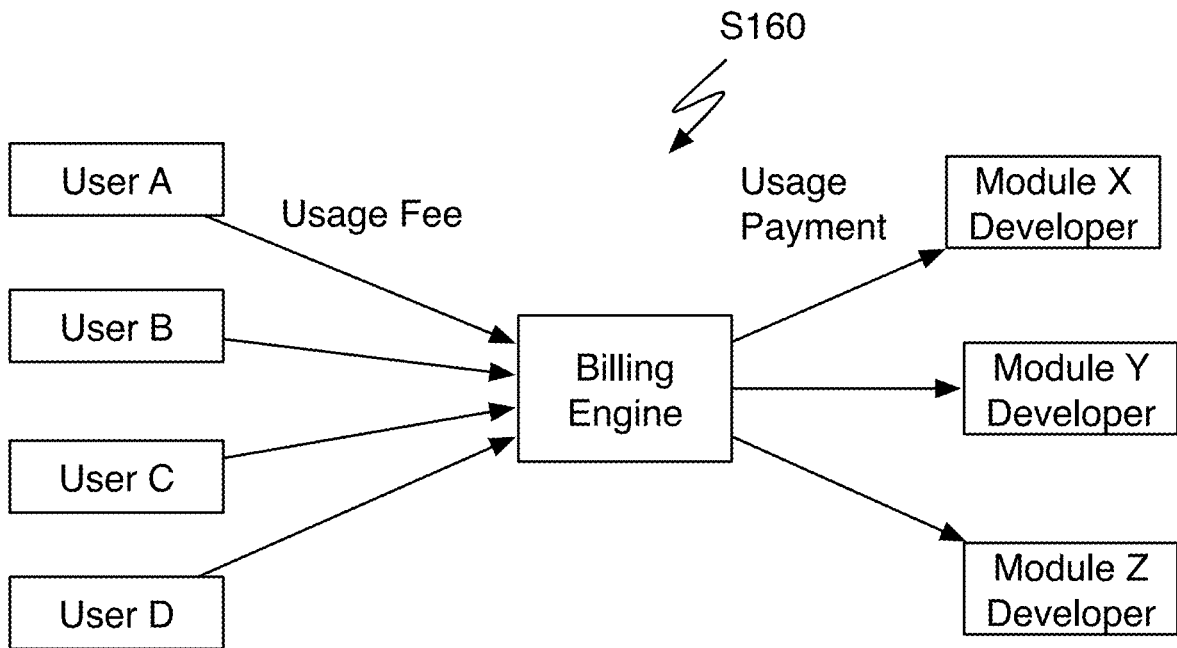 S160
User A
Usage Fee
Usage
Payment
Module X
Developer
User B
Billing
Engine
Module Y
Developer
User C
User D
Module Z
Developer